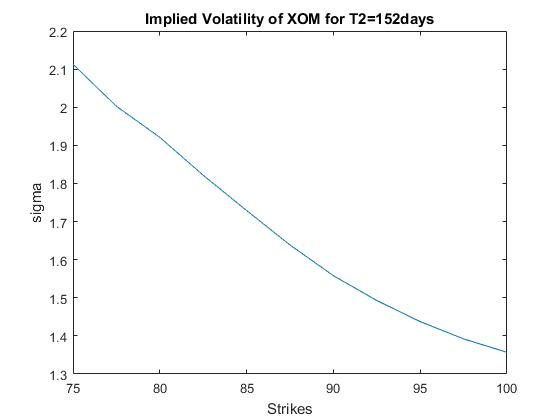 Implied Volatility of XOM for T2=152days
2.2
2.1
2
1.9
1.8
1.7
1.6
1.5
1.4
1.3
sigma
75 80 85 90 95 100
Strikes